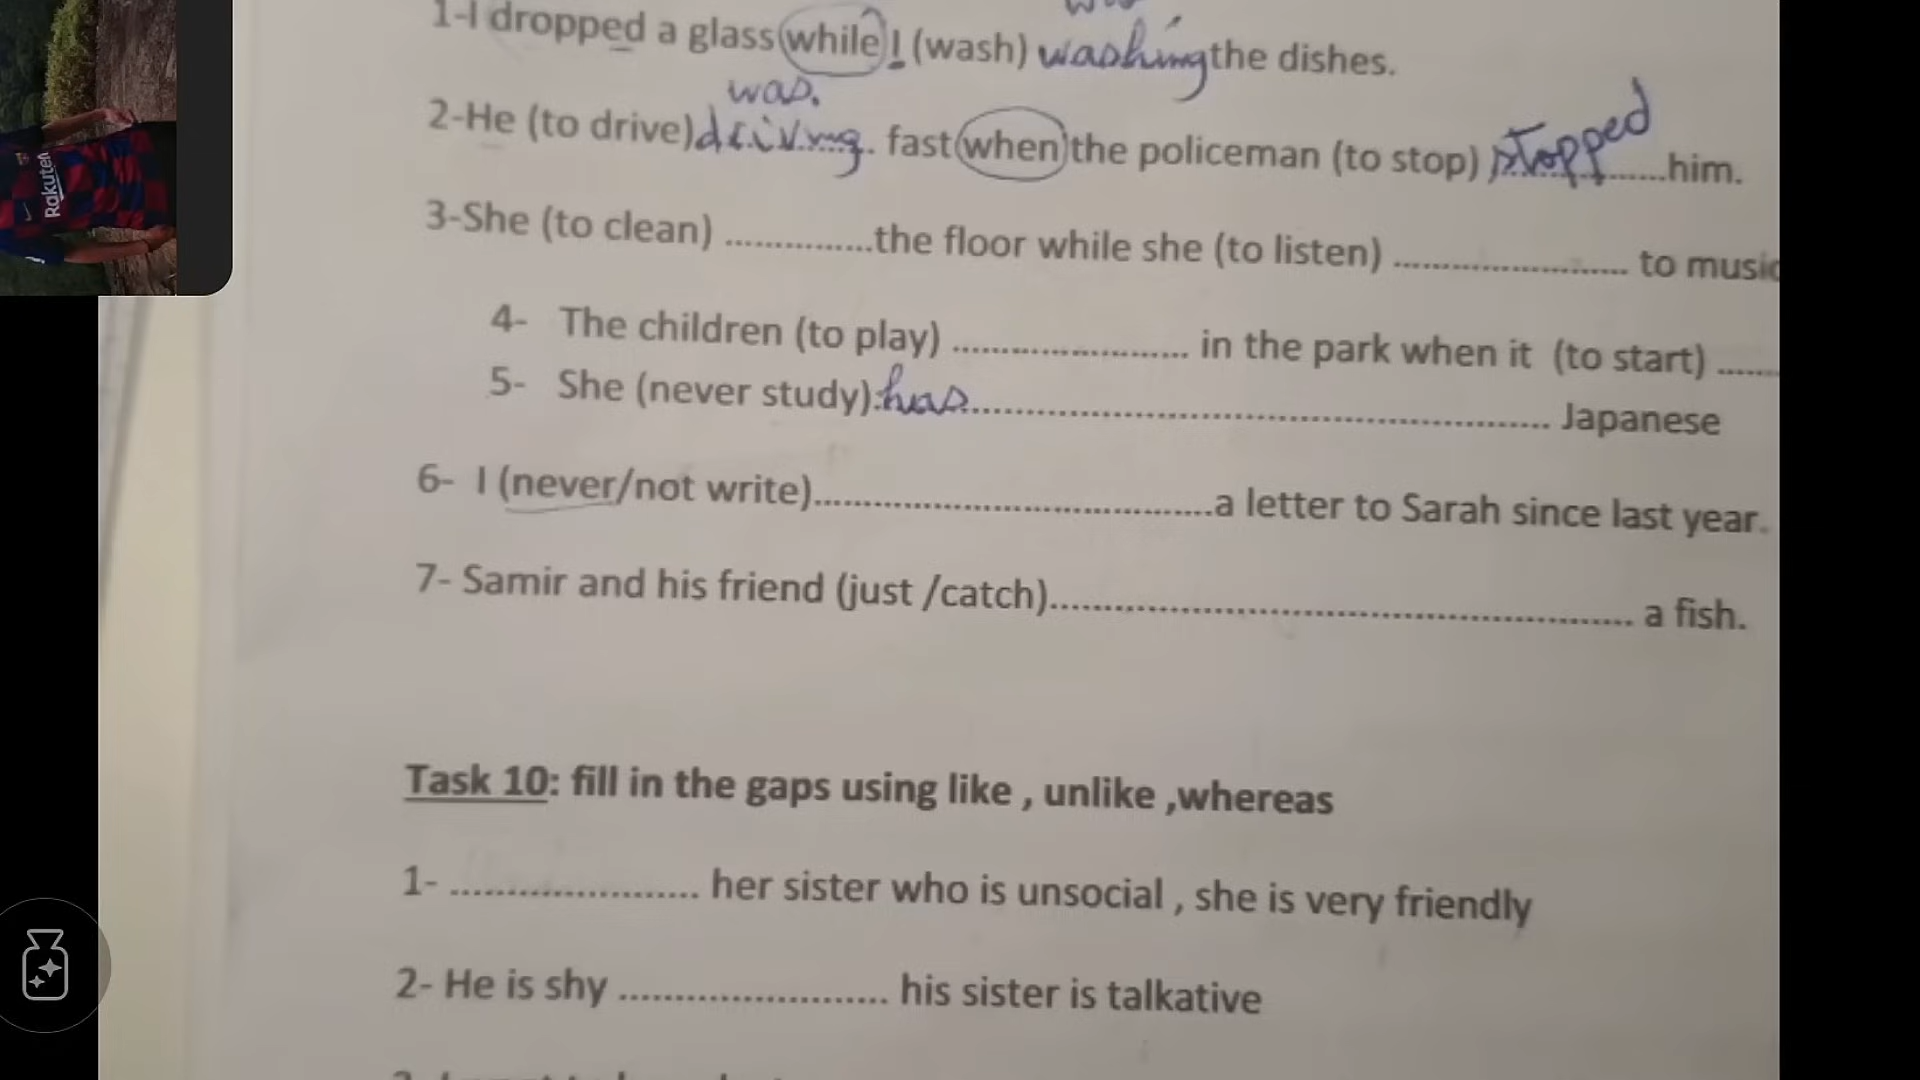 Rakuten
1-I dropped a glass while I (wash) washing the dishes.
was.
2-He (to drive) driving. fast when the policeman (to stop) stopped ........him.
3-She (to clean) ...............the floor while she (to listen) ........................ to music
4- The children (to play) ........................ in the park when it (to start) .......
5- She (never study) has............................................................ Japanese
6- I (never/not write).........................................a letter to Sarah since last year.
7- Samir and his friend (just /catch)............................................................ a fish.
Task 10: fill in the gaps using like , unlike ,whereas
1- .......................... her sister who is unsocial , she is very friendly
2- He is shy ............................ his sister is talkative